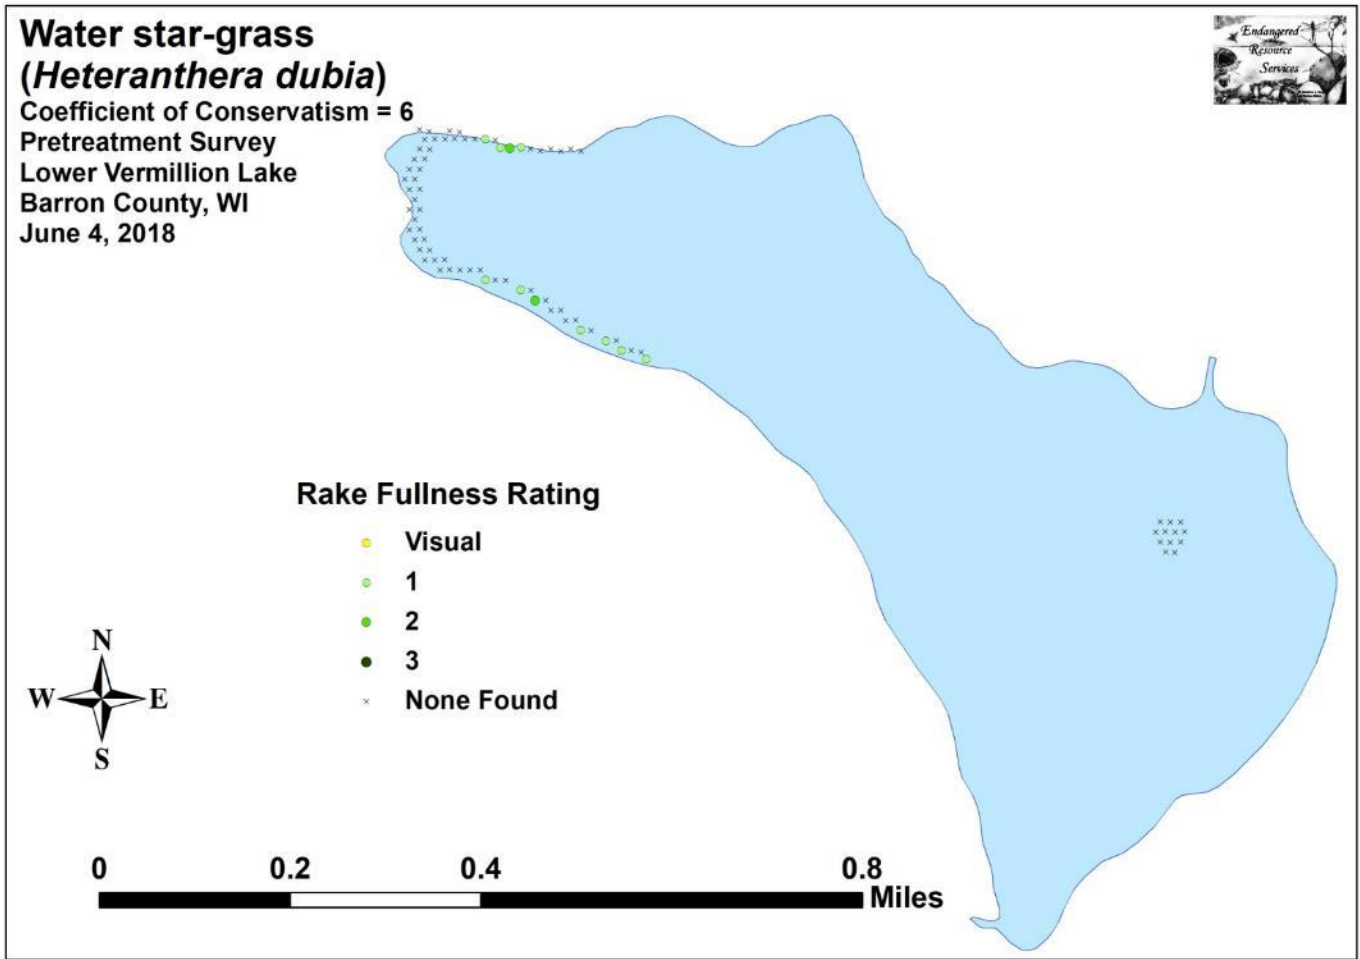 Water star-grass
(Heteranthera dubia)
Coefficient of Conservatism = 6
Pretreatment Survey
Lower Vermillion Lake
Barron County, WI
June 4, 2018
Endangered
Resource
Services
Rake Fullness Rating
Visual
1
2
3
None Found
N
W E
S
0 0.2 0.4 0.8
Miles